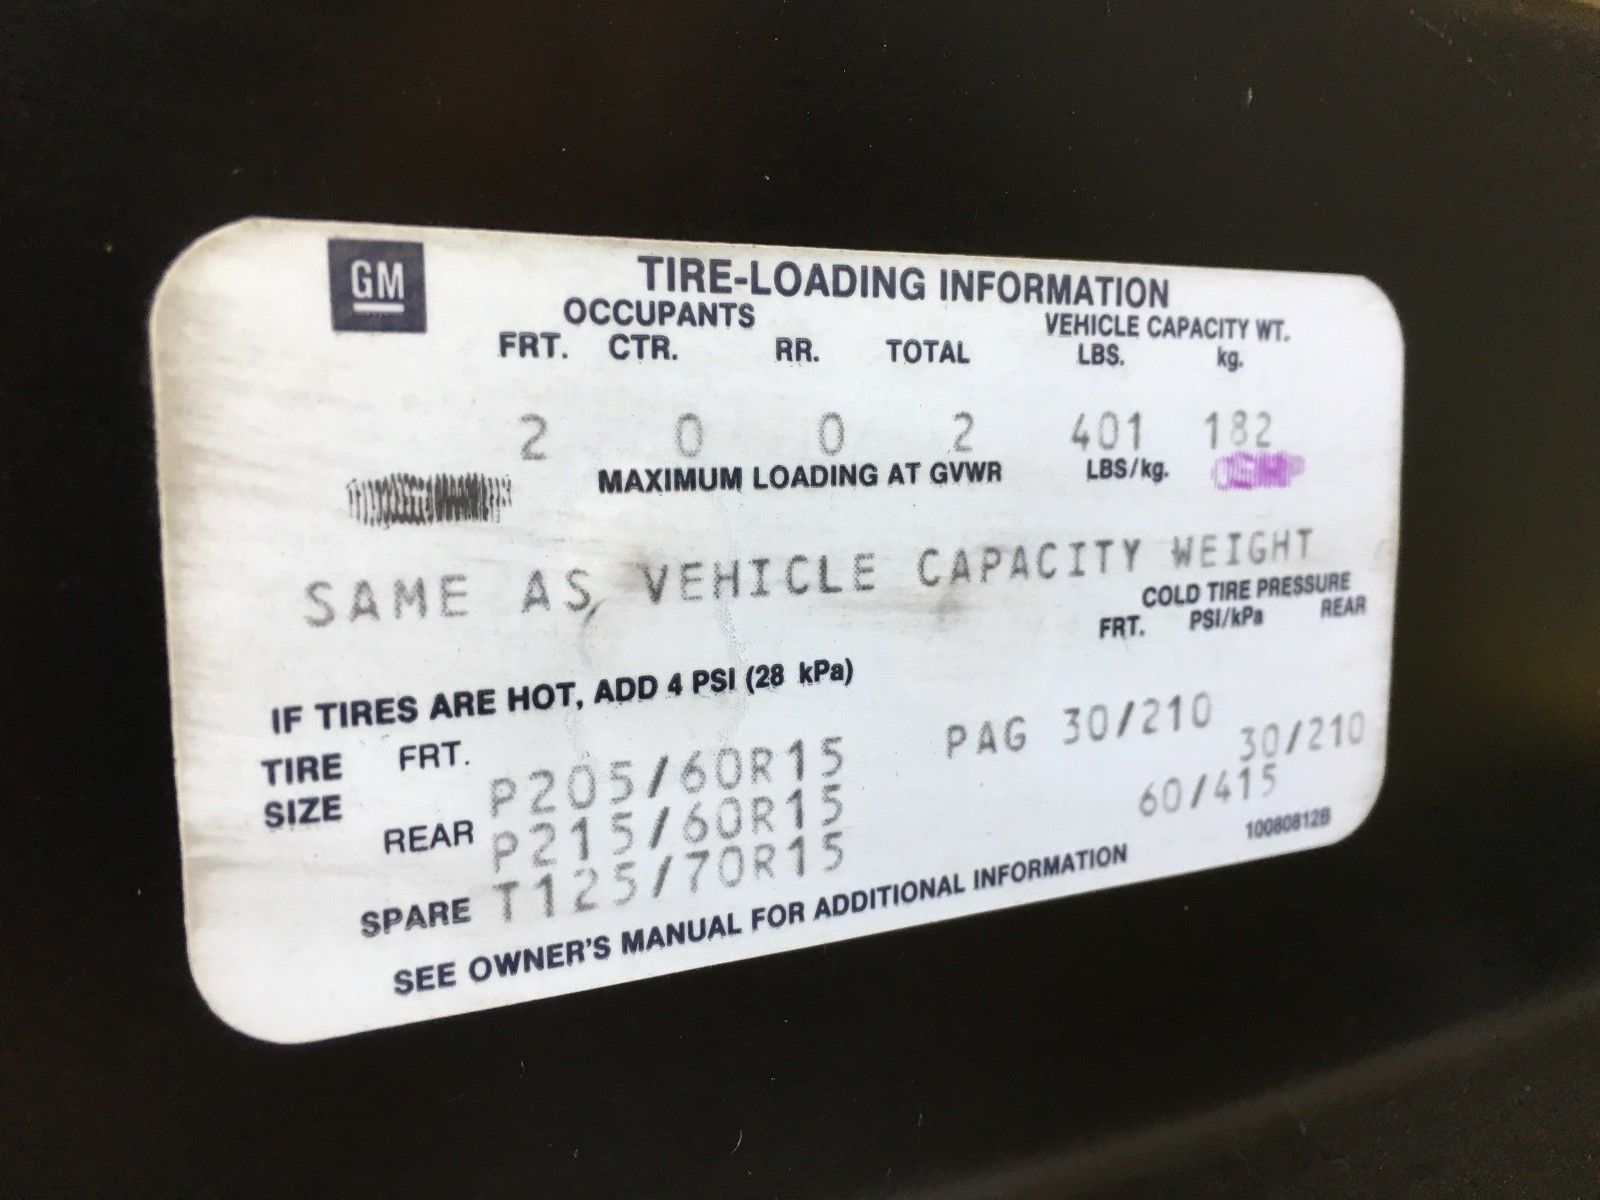 GM
TIRE-LOADING INFORMATION
OCCUPANTS VEHICLE CAPACITY WT.
FRT. CTR. RR. TOTAL LBS. kg.
2 0 0 2 401 182
MAXIMUM LOADING AT GVWR LBS/kg.
SAME AS VEHICLE CAPACITY WEIGHT
COLD TIRE PRESSURE
FRT. PSI/kPa REAR
IF TIRES ARE HOT, ADD 4 PSI (28 kPa)
TIRE SIZE
FRT. P205/60R15 PAG 30/210
REAR P215/60R15 30/210
SPARE T125/70R15 60/415
SEE OWNER'S MANUAL FOR ADDITIONAL INFORMATION
10080812B